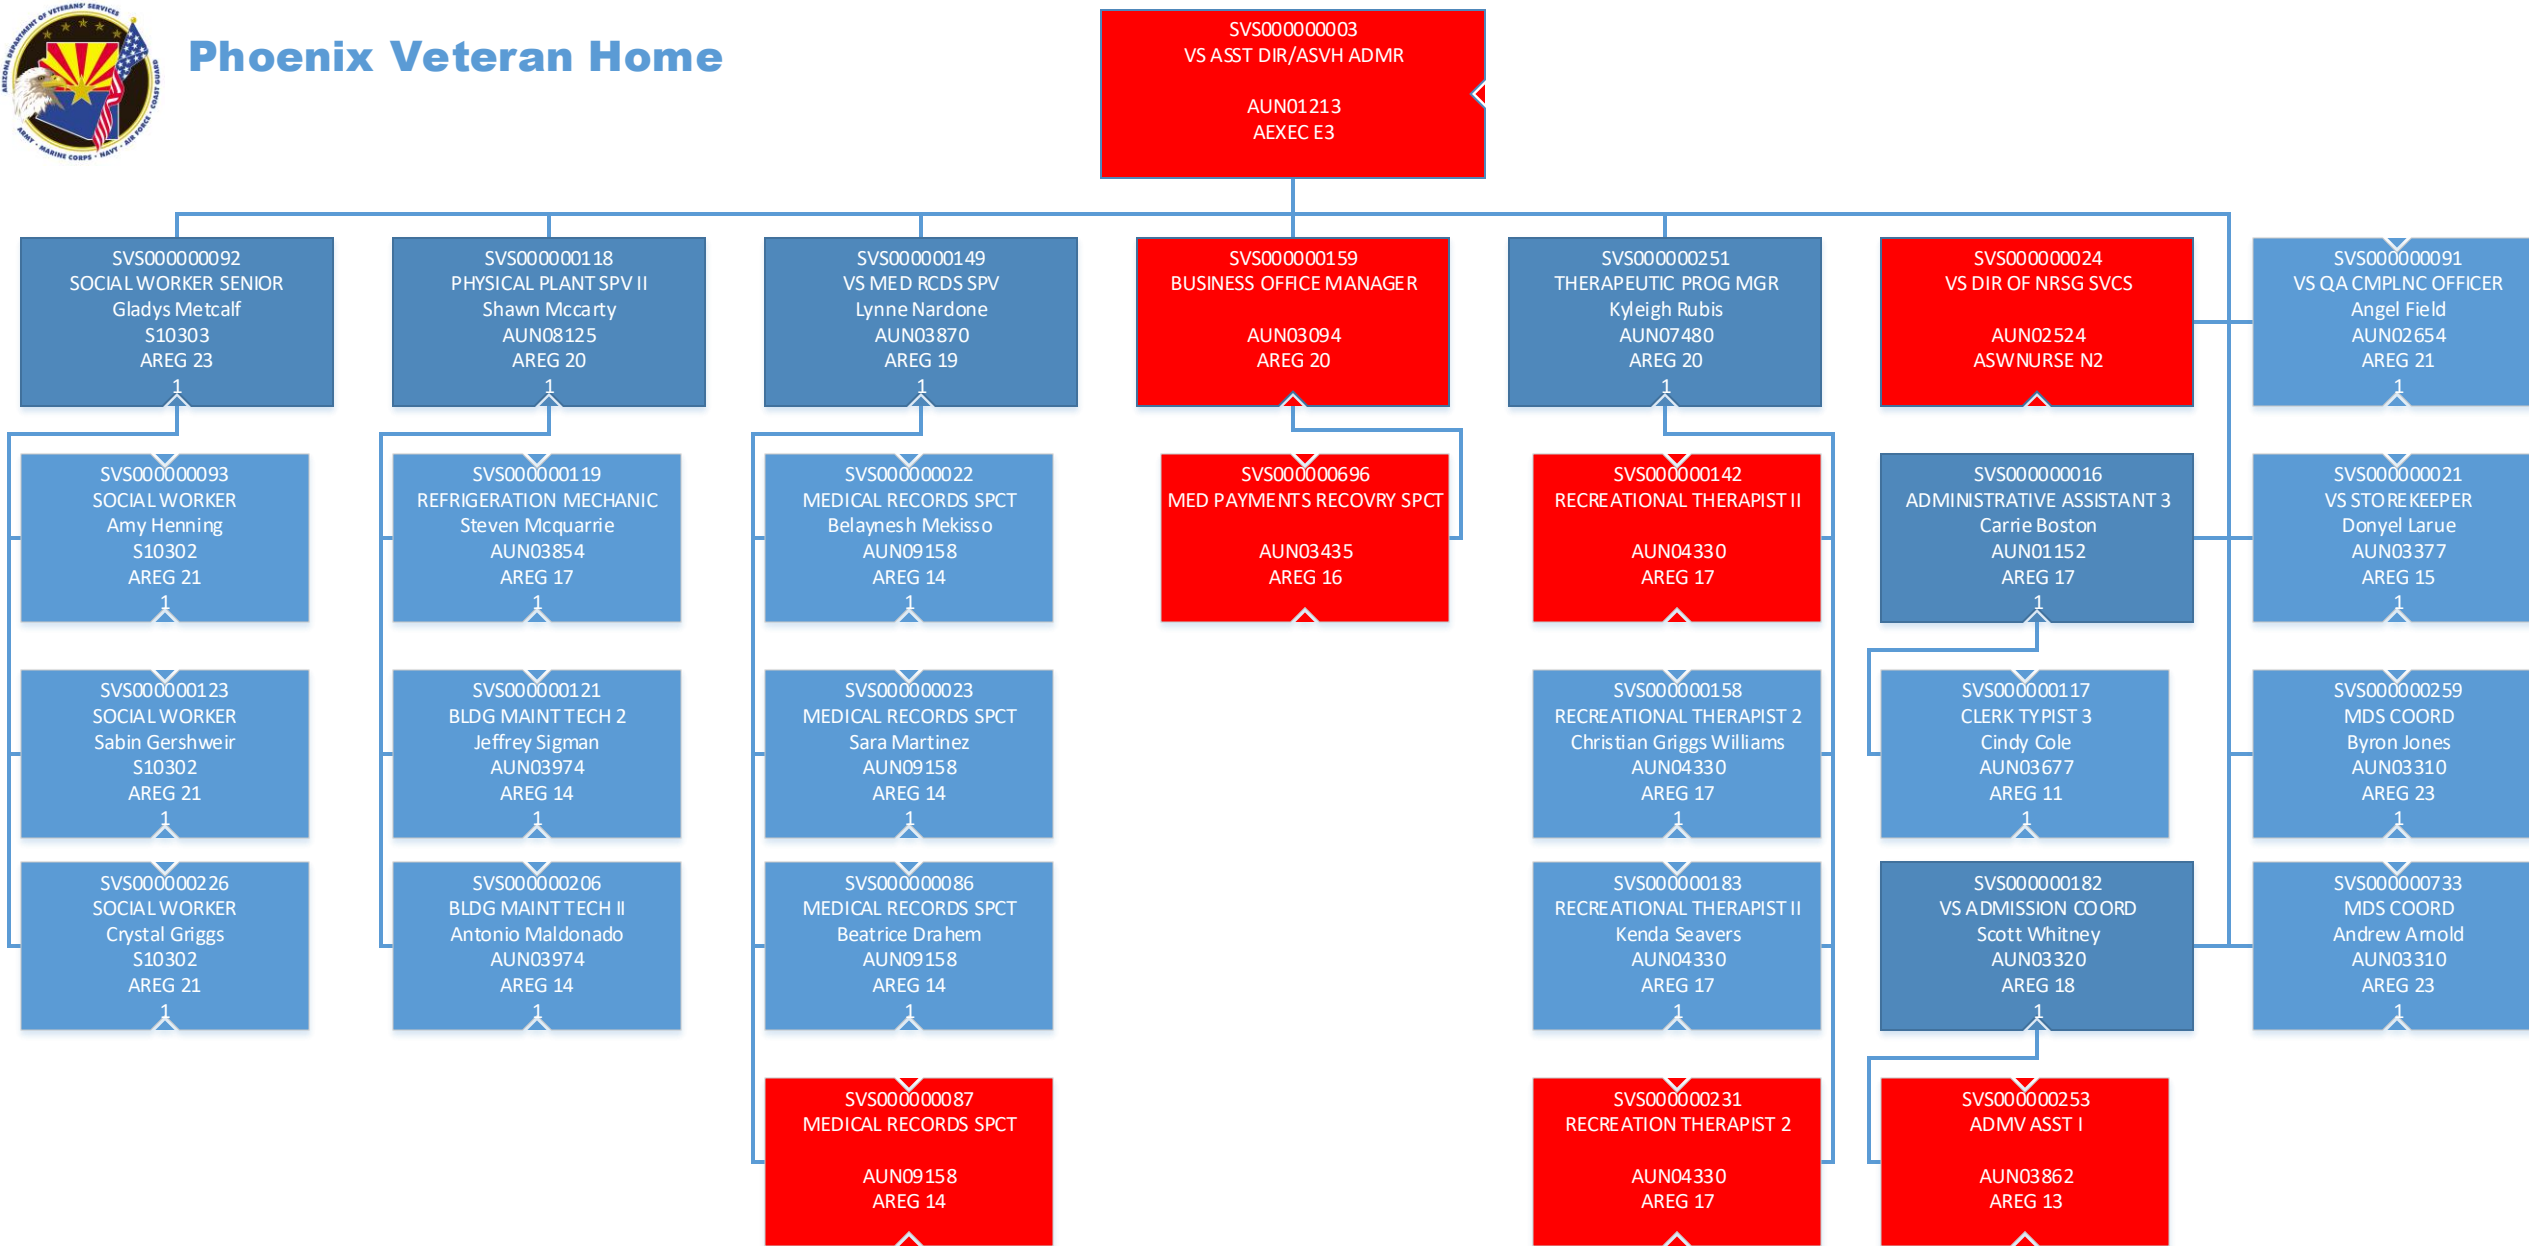 ARIZONA DEPARTMENT OF VETERANS' SERVICES
ARMY · MARINE CORPS · NAVY · AIR FORCE · COAST GUARD
Phoenix Veteran Home
SVS000000003
VS ASST DIR/ASVH ADMR
AUN01213
AEXEC E3
SVS000000092
SOCIAL WORKER SENIOR
Gladys Metcalf
S10303
AREG 23
1
SVS000000118
PHYSICAL PLANT SPV II
Shawn Mccarty
AUN08125
AREG 20
1
SVS000000149
VS MED RCDS SPV
Lynne Nardone
AUN03870
AREG 19
1
SVS000000159
BUSINESS OFFICE MANAGER
AUN03094
AREG 20
SVS000000251
THERAPEUTIC PROG MGR
Kyleigh Rubis
AUN07480
AREG 20
1
SVS000000024
VS DIR OF NRSG SVCS
AUN02524
ASWNURSE N2
SVS000000091
VS QA CMPLNC OFFICER
Angel Field
AUN02654
AREG 21
1
SVS000000093
SOCIAL WORKER
Amy Henning
S10302
AREG 21
1
SVS000000119
REFRIGERATION MECHANIC
Steven Mcquarrie
AUN03854
AREG 17
1
SVS000000022
MEDICAL RECORDS SPCT
Belaynesh Mekisso
AUN09158
AREG 14
1
SVS000000696
MED PAYMENTS RECOVRY SPCT
AUN03435
AREG 16
SVS000000142
RECREATIONAL THERAPIST II
AUN04330
AREG 17
SVS000000016
ADMINISTRATIVE ASSISTANT 3
Carrie Boston
AUN01152
AREG 17
1
SVS000000021
VS STOREKEEPER
Donyel Larue
AUN03377
AREG 15
1
SVS000000123
SOCIAL WORKER
Sabin Gershweir
S10302
AREG 21
1
SVS000000121
BLDG MAINT TECH 2
Jeffrey Sigman
AUN03974
AREG 14
1
SVS000000023
MEDICAL RECORDS SPCT
Sara Martinez
AUN09158
AREG 14
1
SVS000000158
RECREATIONAL THERAPIST 2
Christian Griggs Williams
AUN04330
AREG 17
1
SVS000000117
CLERK TYPIST 3
Cindy Cole
AUN03677
AREG 11
1
SVS000000259
MDS COORD
Byron Jones
AUN03310
AREG 23
1
SVS000000226
SOCIAL WORKER
Crystal Griggs
S10302
AREG 21
1
SVS000000206
BLDG MAINT TECH II
Antonio Maldonado
AUN03974
AREG 14
1
SVS000000086
MEDICAL RECORDS SPCT
Beatrice Drahem
AUN09158
AREG 14
1
SVS000000183
RECREATIONAL THERAPIST II
Kenda Seavers
AUN04330
AREG 17
1
SVS000000182
VS ADMISSION COORD
Scott Whitney
AUN03320
AREG 18
1
SVS000000733
MDS COORD
Andrew Arnold
AUN03310
AREG 23
1
SVS000000087
MEDICAL RECORDS SPCT
AUN09158
AREG 14
SVS000000231
RECREATION THERAPIST 2
AUN04330
AREG 17
SVS000000253
ADMV ASST I
AUN03862
AREG 13